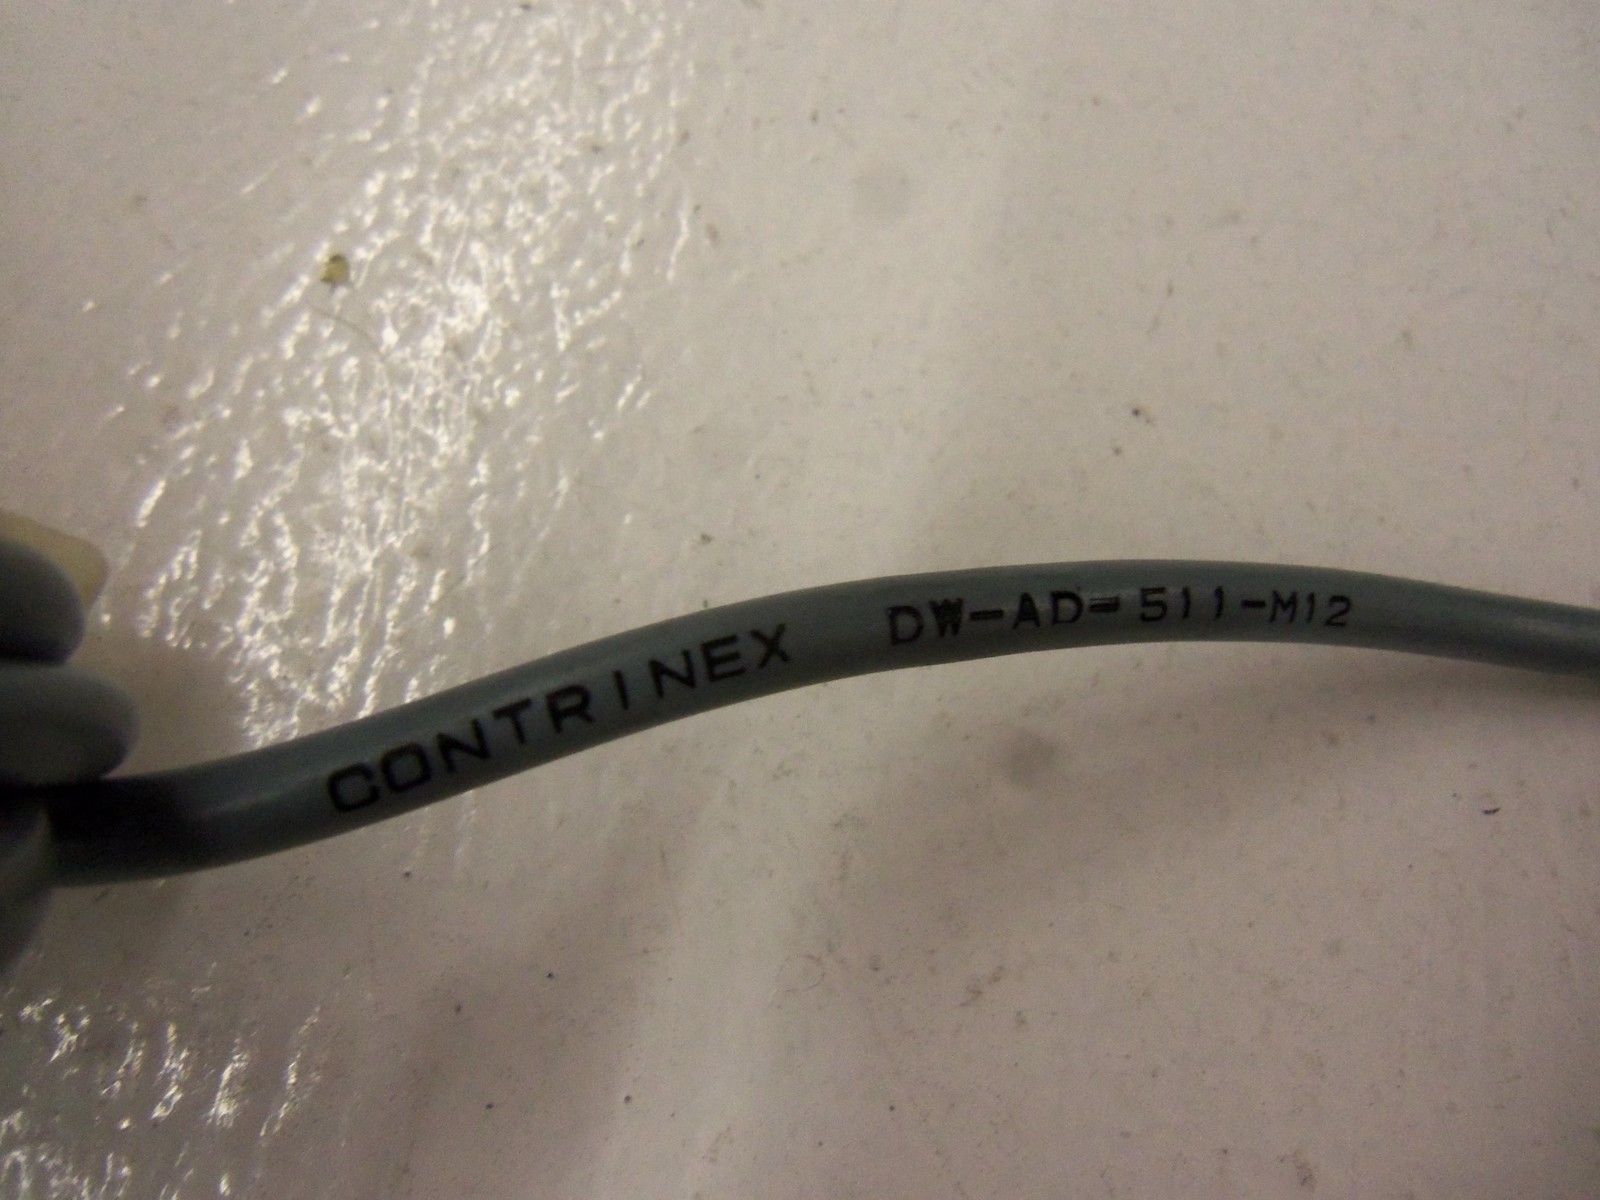 CONTRINEX DW-AD-511-M12